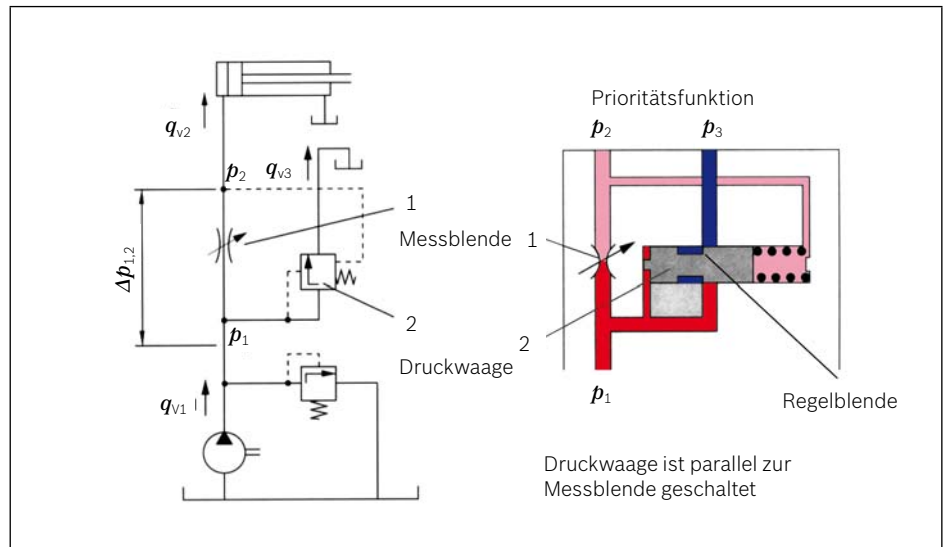 q_v2
p_2
q_v3
1
Messblende
Δp_1,2
2
p_1
Druckwaage
q_V1
Prioritätsfunktion
p_2
p_3
1
2
p_1
Regelblende
Druckwaage ist parallel zur
Messblende geschaltet